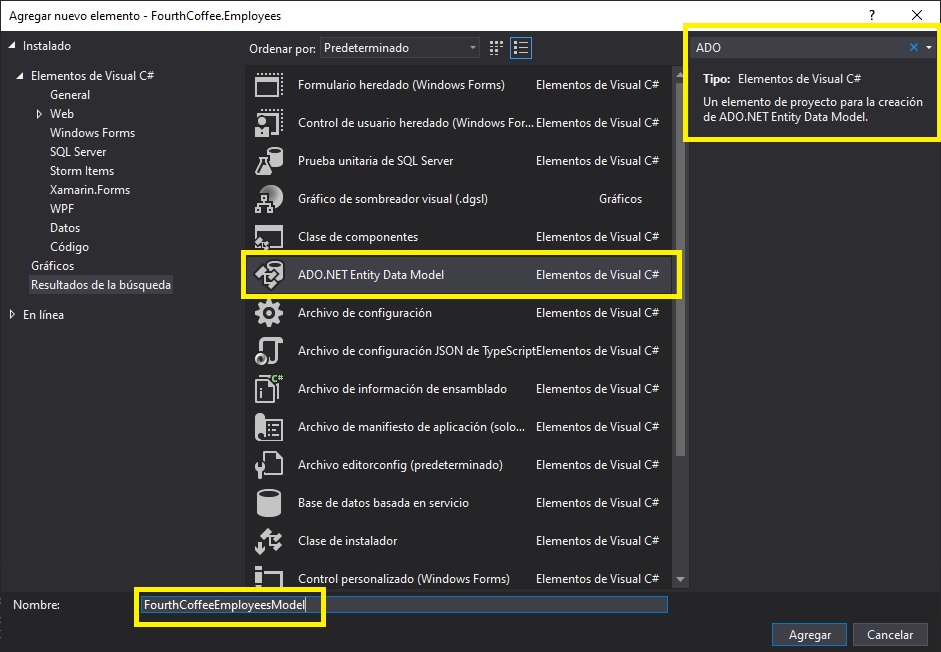 Agregar nuevo elemento - FourthCoffee.Employees
?
Instalado
Elementos de Visual C#
General
Web
Windows Forms
SQL Server
Storm Items
Xamarin.Forms
WPF
Datos
Código
Gráficos
Resultados de la búsqueda
En línea
Ordenar por: Predeterminado
Formulario heredado (Windows Forms) Elementos de Visual C#
Control de usuario heredado (Windows For... Elementos de Visual C#
Prueba unitaria de SQL Server Elementos de Visual C#
Gráfico de sombreador visual (.dgsl) Gráficos
Clase de componentes Elementos de Visual C#
ADO.NET Entity Data Model Elementos de Visual C#
Archivo de configuración Elementos de Visual C#
Archivo de configuración JSON de TypeScript Elementos de Visual C#
C#
Archivo de información de ensamblado Elementos de Visual C#
Archivo de manifiesto de aplicación (solo... Elementos de Visual C#
Archivo editorconfig (predeterminado) Elementos de Visual C#
Base de datos basada en servicio Elementos de Visual C#
Clase de instalador Elementos de Visual C#
Control personalizado (Windows Forms) Elementos de Visual C#
ADO
Tipo: Elementos de Visual C#
Un elemento de proyecto para la creación
de ADO.NET Entity Data Model.
Nombre: FourthCoffeeEmployeesModel
Agregar Cancelar